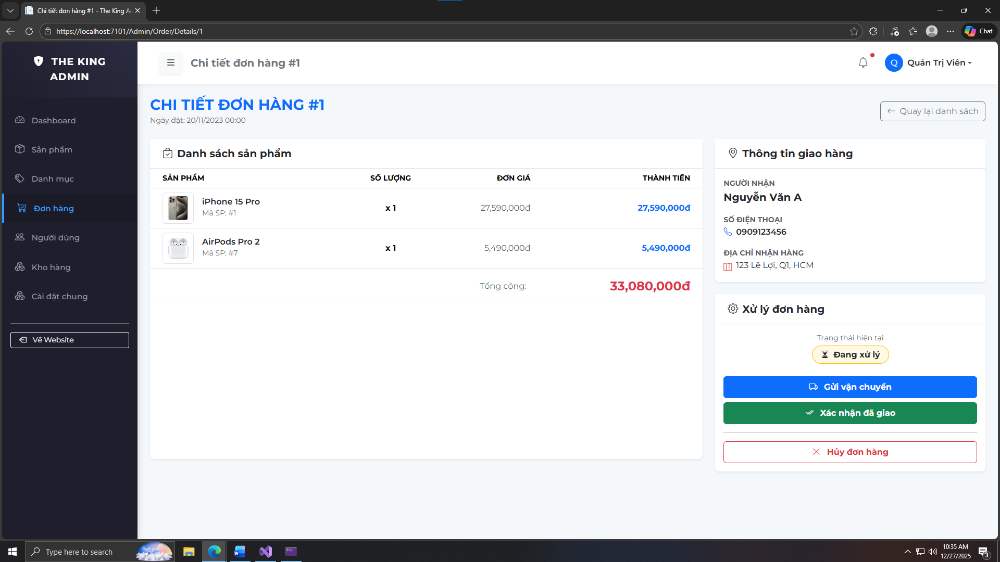 Chi tiết đơn hàng #1 - The King Ad
https://localhost:7101/Admin/Order/Details/1
Chat
THE KING
ADMIN
Dashboard
Sản phẩm
Danh mục
Đơn hàng
Người dùng
Kho hàng
Cài đặt chung
Về Website
Chi tiết đơn hàng #1
Q
Quản Trị Viên
CHI TIẾT ĐƠN HÀNG #1
Ngày đặt: 20/11/2023 00:00
Quay lại danh sách
Danh sách sản phẩm
SẢN PHẨM SỐ LƯỢNG ĐƠN GIÁ THÀNH TIỀN
iPhone 15 Pro
Mã SP: #1
x 1 27,590,000đ 27,590,000đ
AirPods Pro 2
Mã SP: #7
x 1 5,490,000đ 5,490,000đ
Tổng cộng: 33,080,000đ
Thông tin giao hàng
NGƯỜI NHẬN
Nguyễn Văn A
SỐ ĐIỆN THOẠI
0909123456
ĐỊA CHỈ NHẬN HÀNG
123 Lê Lợi, Q1, HCM
Xử lý đơn hàng
Trạng thái hiện tại
Đang xử lý
Gửi vận chuyển
Xác nhận đã giao
Hủy đơn hàng
Type here to search
10:35 AM
12/27/2025
3